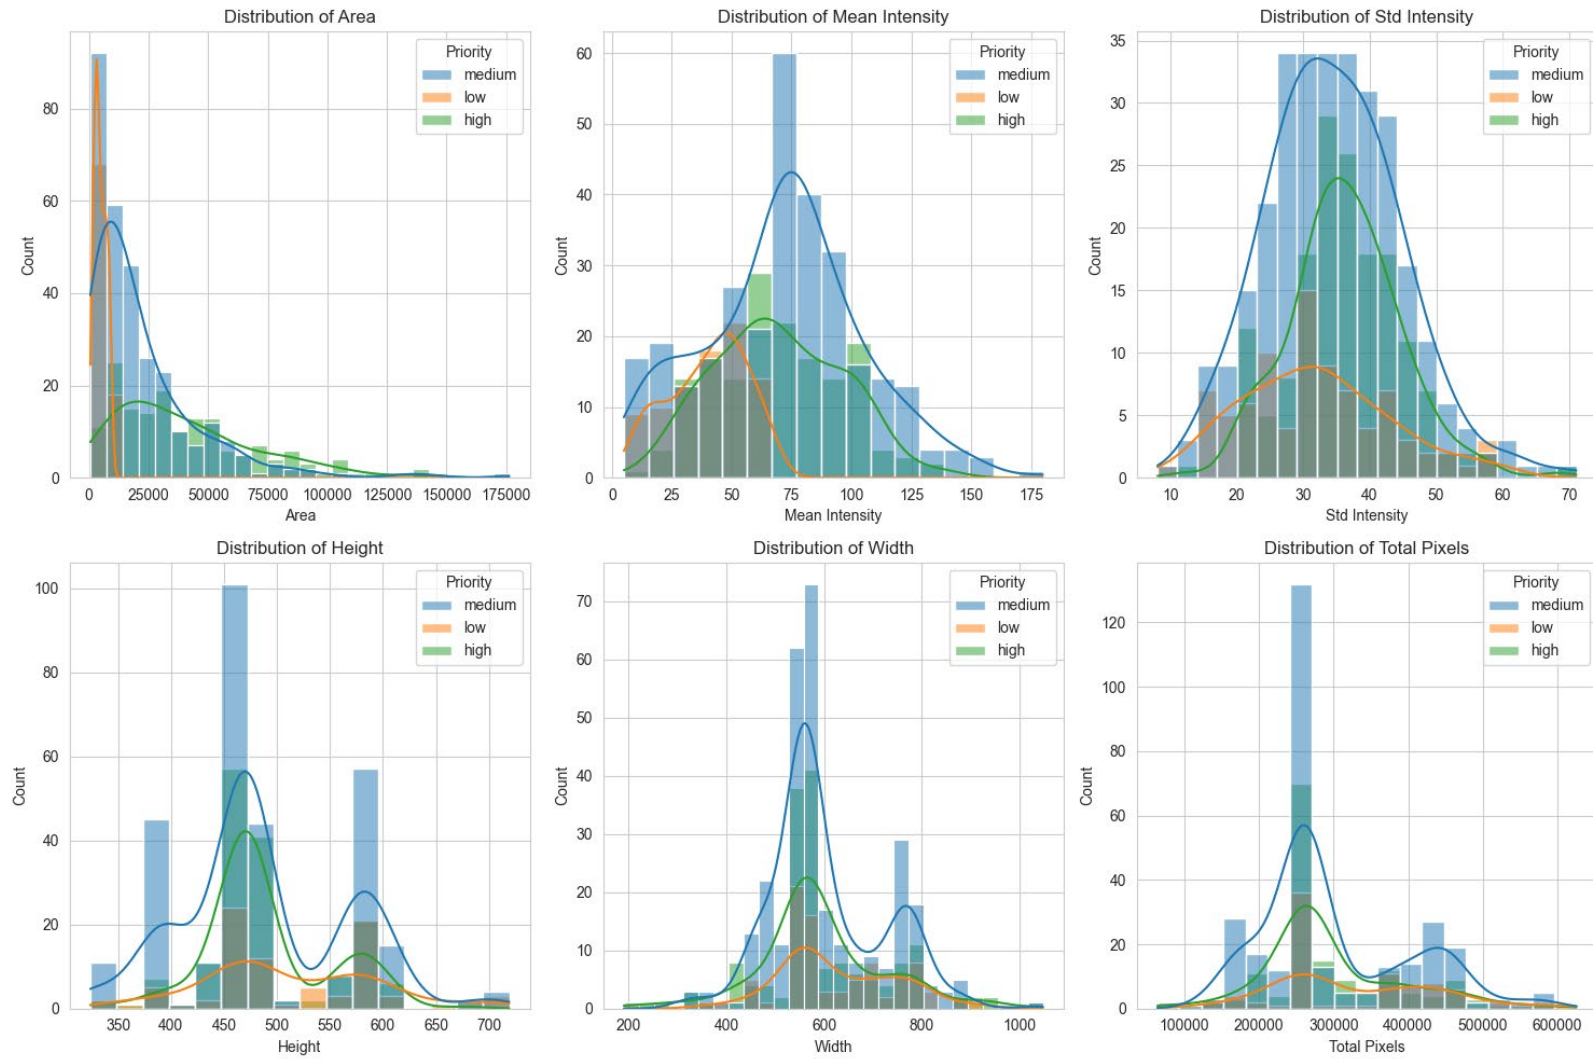 Distribution of Area
Count
80
60
40
20
0
0
25000
50000
75000
100000
125000
150000
175000
Area
Priority
medium
low
high
Distribution of Mean Intensity
Count
60
50
40
30
20
10
0
0
25
50
75
100
125
150
175
Mean Intensity
Priority
medium
low
high
Distribution of Std Intensity
Count
35
30
25
20
15
10
5
0
10
20
30
40
50
60
70
Std Intensity
Priority
medium
low
high
Distribution of Height
Count
100
80
60
40
20
0
350
400
450
500
550
600
650
700
Height
Priority
medium
low
high
Distribution of Width
Count
70
60
50
40
30
20
10
0
200
400
600
800
1000
Width
Priority
medium
low
high
Distribution of Total Pixels
Count
120
100
80
60
40
20
0
100000
200000
300000
400000
500000
600000
Total Pixels
Priority
medium
low
high